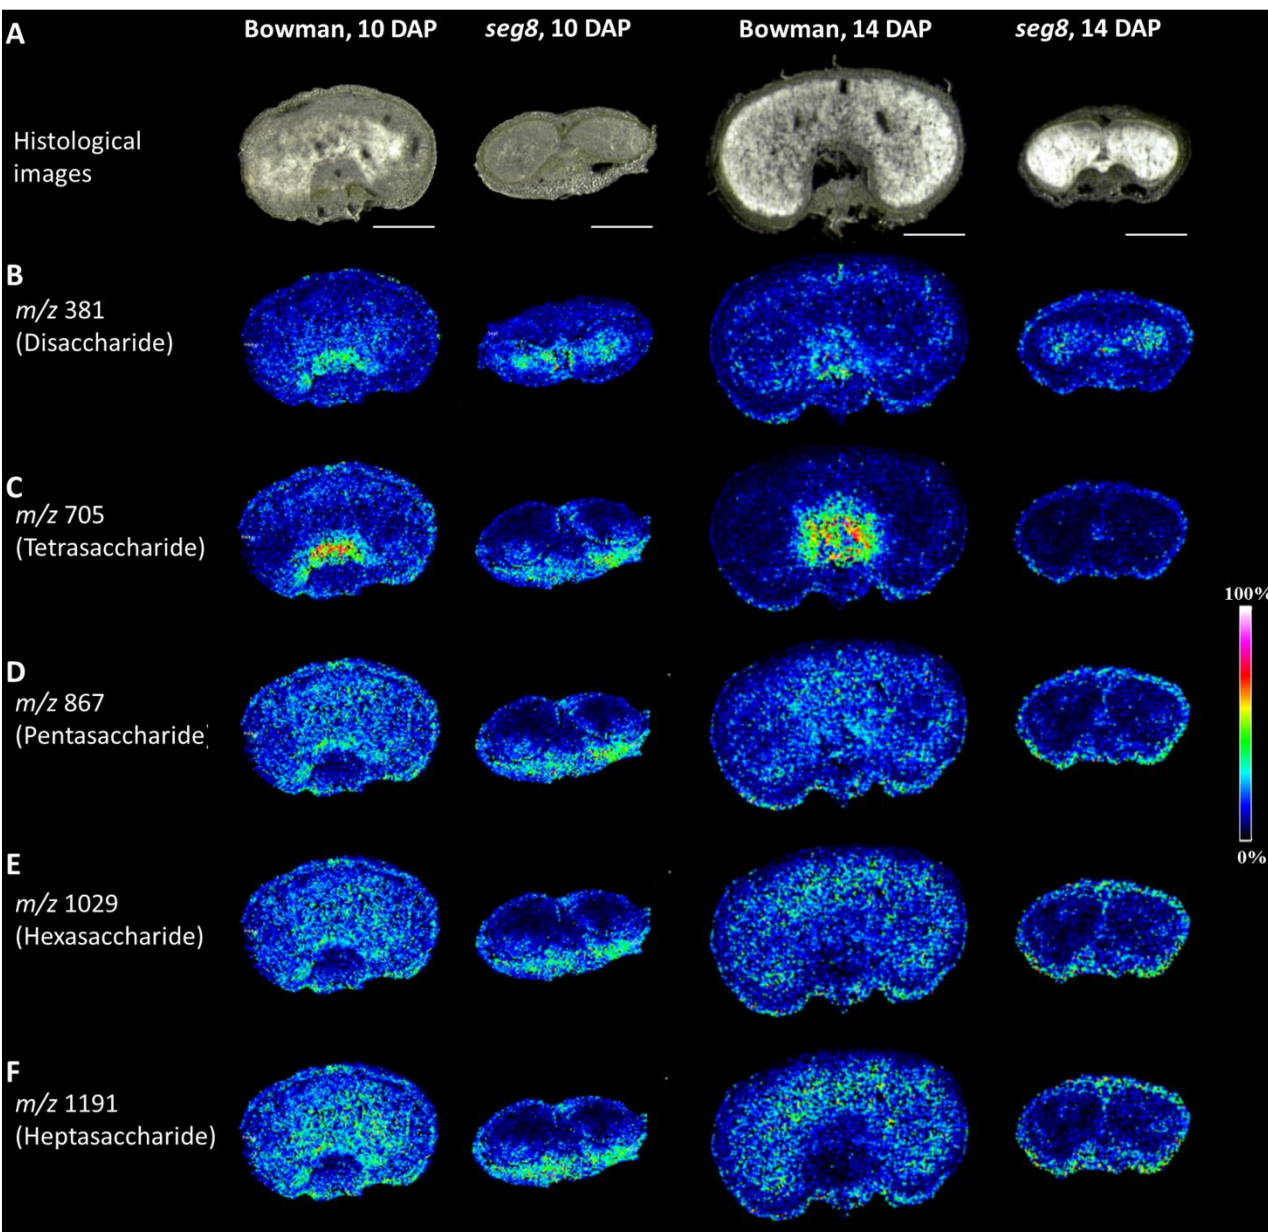 A
Bowman, 10 DAP
seg8, 10 DAP
Bowman, 14 DAP
seg8, 14 DAP
Histological
images
B
m/z 381
(Disaccharide)
C
m/z 705
(Tetrasaccharide)
100%
D
m/z 867
(Pentasaccharide)
E
0%
m/z 1029
(Hexasaccharide)
F
m/z 1191
(Heptasaccharide)